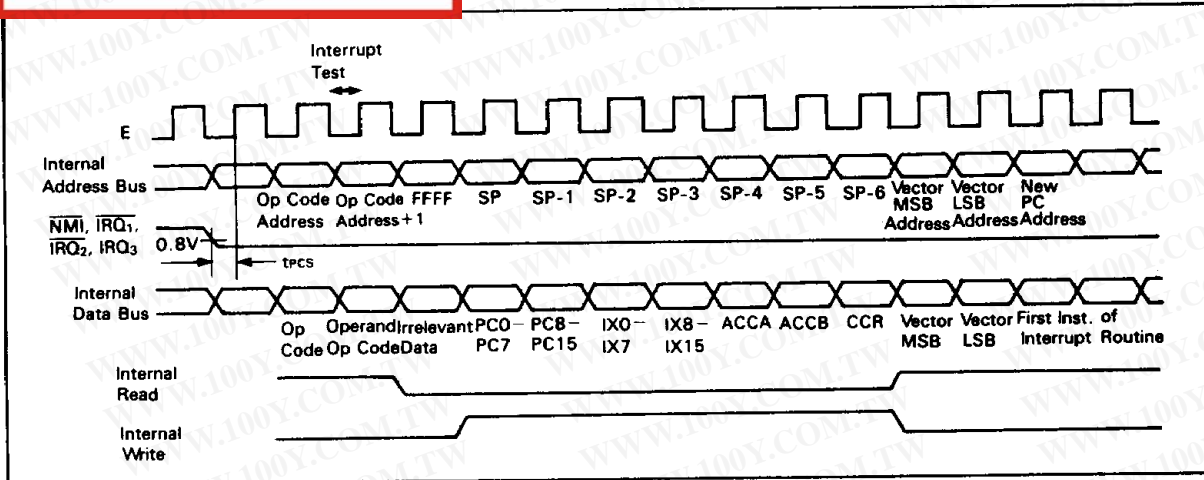 Interrupt
Test
E
Internal
Address Bus
Op Code Op Code FFFF SP SP-1 SP-2 SP-3 SP-4 SP-5 SP-6 Vector Vector New
Address Address+1 MSB LSB PC
Address Address Address
NMI, IRQ1,
IRQ2, IRQ3 0.8V
tPCS
Internal
Data Bus
Op Operand Irrelevant PC0- PC8- IX0- IX8- ACCA ACCB CCR Vector Vector First Inst. of
Code Op Code Data PC7 PC15 IX7 IX15 MSB LSB Interrupt Routine
Internal
Read
Internal
Write
WWW.100Y.COM.TW